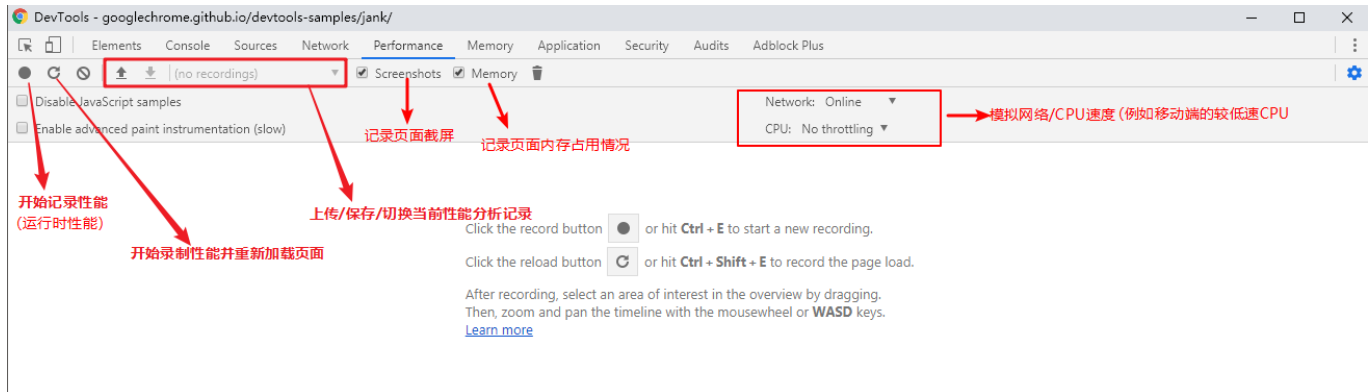 DevTools - googlechrome.github.io/devtools-samples/jank/
Elements Console Sources Network Performance Memory Application Security Audits Adblock Plus
(no recordings) Screenshots Memory
Disable JavaScript samples
Network: Online
Enable advanced paint instrumentation (slow)
CPU: No throttling
模拟网络/CPU速度 (例如移动端的较低速CPU
记录页面截屏
记录页面内存占用情况
开始记录性能
(运行时性能)
上传/保存/切换当前性能分析记录
开始录制性能并重新加载页面
Click the record button or hit Ctrl + E to start a new recording.
Click the reload button or hit Ctrl + Shift + E to record the page load.
After recording, select an area of interest in the overview by dragging.
Then, zoom and pan the timeline with the mousewheel or WASD keys.
Learn more